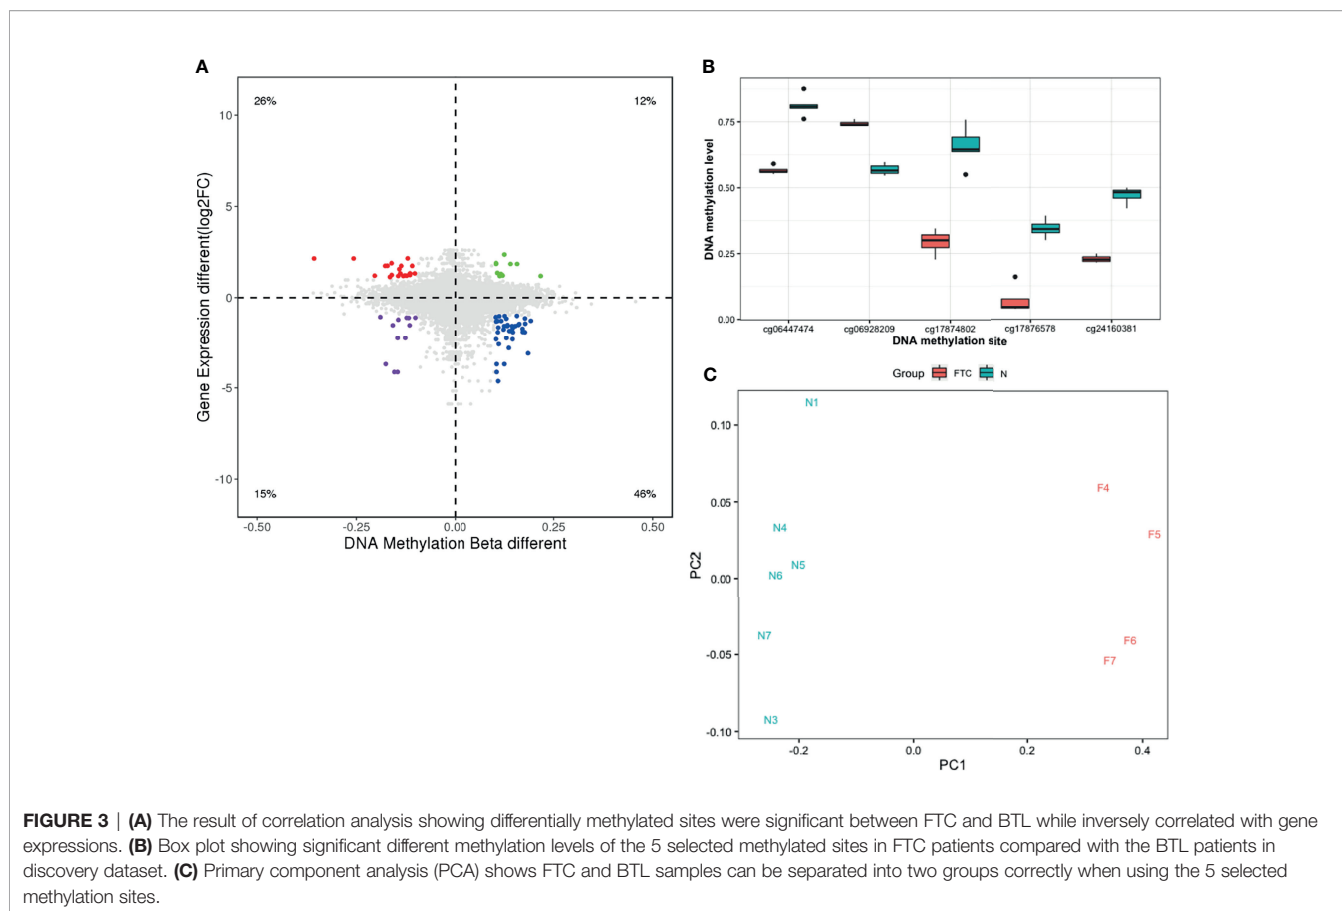 A
26%
12%
10
5
0
-5
-10
Gene Expression different(log2FC)
15%
46%
-0.50
-0.25
0.00
0.25
0.50
DNA Methylation Beta different
B
0.75
0.50
0.25
0.00
DNA methylation level
cg06447474
cg06928209
cg17874802
cg17876578
cg24160381
DNA methylation site
Group FTC N
C
N1
0.10
F4
0.05
N4
F5
N5
N6
0.00
PC2
N7
F6
-0.05
F7
N3
-0.10
-0.2
0.0
0.2
0.4
PC1
FIGURE 3 | (A) The result of correlation analysis showing differentially methylated sites were significant between FTC and BTL while inversely correlated with gene
expressions. (B) Box plot showing significant different methylation levels of the 5 selected methylated sites in FTC patients compared with the BTL patients in
discovery dataset. (C) Primary component analysis (PCA) shows FTC and BTL samples can be separated into two groups correctly when using the 5 selected
methylation sites.